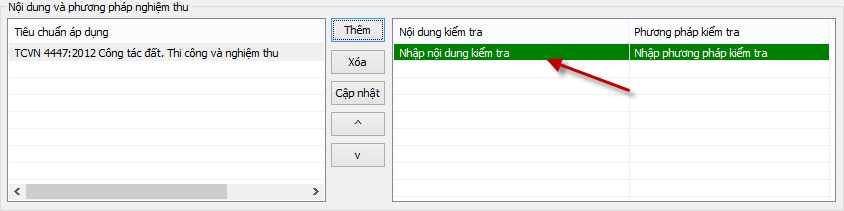 Nội dung và phương pháp nghiệm thu
Tiêu chuẩn áp dụng
TCVN 4447:2012 Công tác đất. Thi công và nghiệm thu
Thêm
Xóa
Cập nhật
^
v
Nội dung kiểm tra Phương pháp kiểm tra
Nhập nội dung kiểm tra Nhập phương pháp kiểm tra